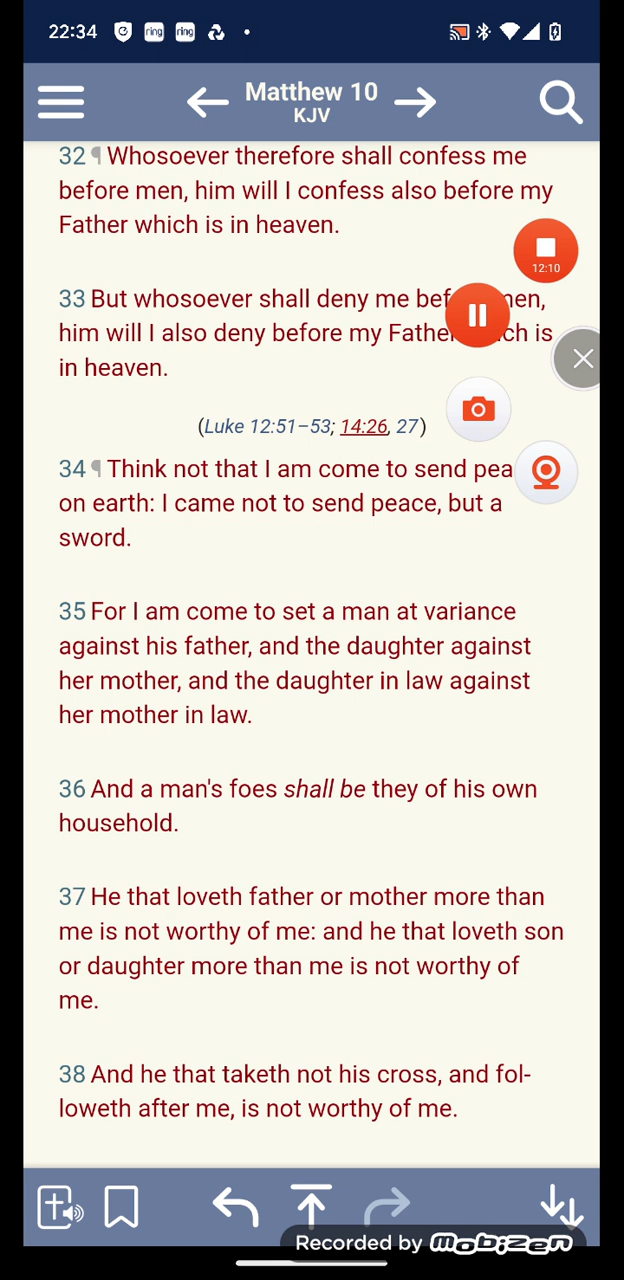 22:34
ring ring
Matthew 10
KJV
32 ¶ Whosoever therefore shall confess me
before men, him will I confess also before my
Father which is in heaven.
12:10
33 But whosoever shall deny me bef men,
him will I also deny before my Father ch is
in heaven.
(Luke 12:51–53; 14:26, 27)
34 ¶ Think not that I am come to send pea
on earth: I came not to send peace, but a
sword.
35 For I am come to set a man at variance
against his father, and the daughter against
her mother, and the daughter in law against
her mother in law.
36 And a man's foes shall be they of his own
household.
37 He that loveth father or mother more than
me is not worthy of me: and he that loveth son
or daughter more than me is not worthy of
me.
38 And he that taketh not his cross, and fol-
loweth after me, is not worthy of me.
Recorded by mobizen